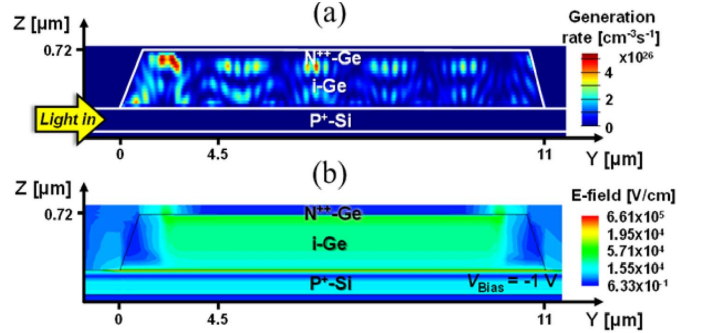 (a)
Z [µm]
Generation
rate [cm⁻³s⁻¹]
x10²⁶
0.72
N⁺⁺-Ge
i-Ge
4
2
0
Light in
P⁺-Si
0
4.5
11
Y [µm]
(b)
Z [µm]
E-field [V/cm]
0.72
N⁺⁺-Ge
i-Ge
6.61x10⁵
1.95x10⁴
5.71x10⁴
1.55x10⁴
6.33x10⁻¹
P⁺-Si
V_Bias = -1 V
0
4.5
11
Y [µm]